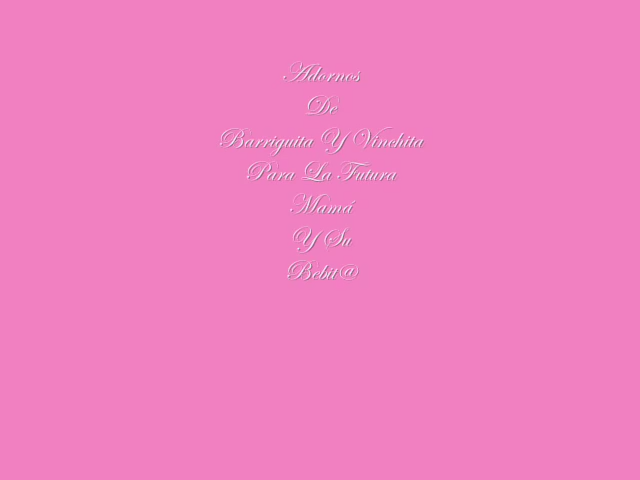 Adornos
De
Barriguita Y Vinchita
Para La Futura
Mamá
Y Su
Bebit@